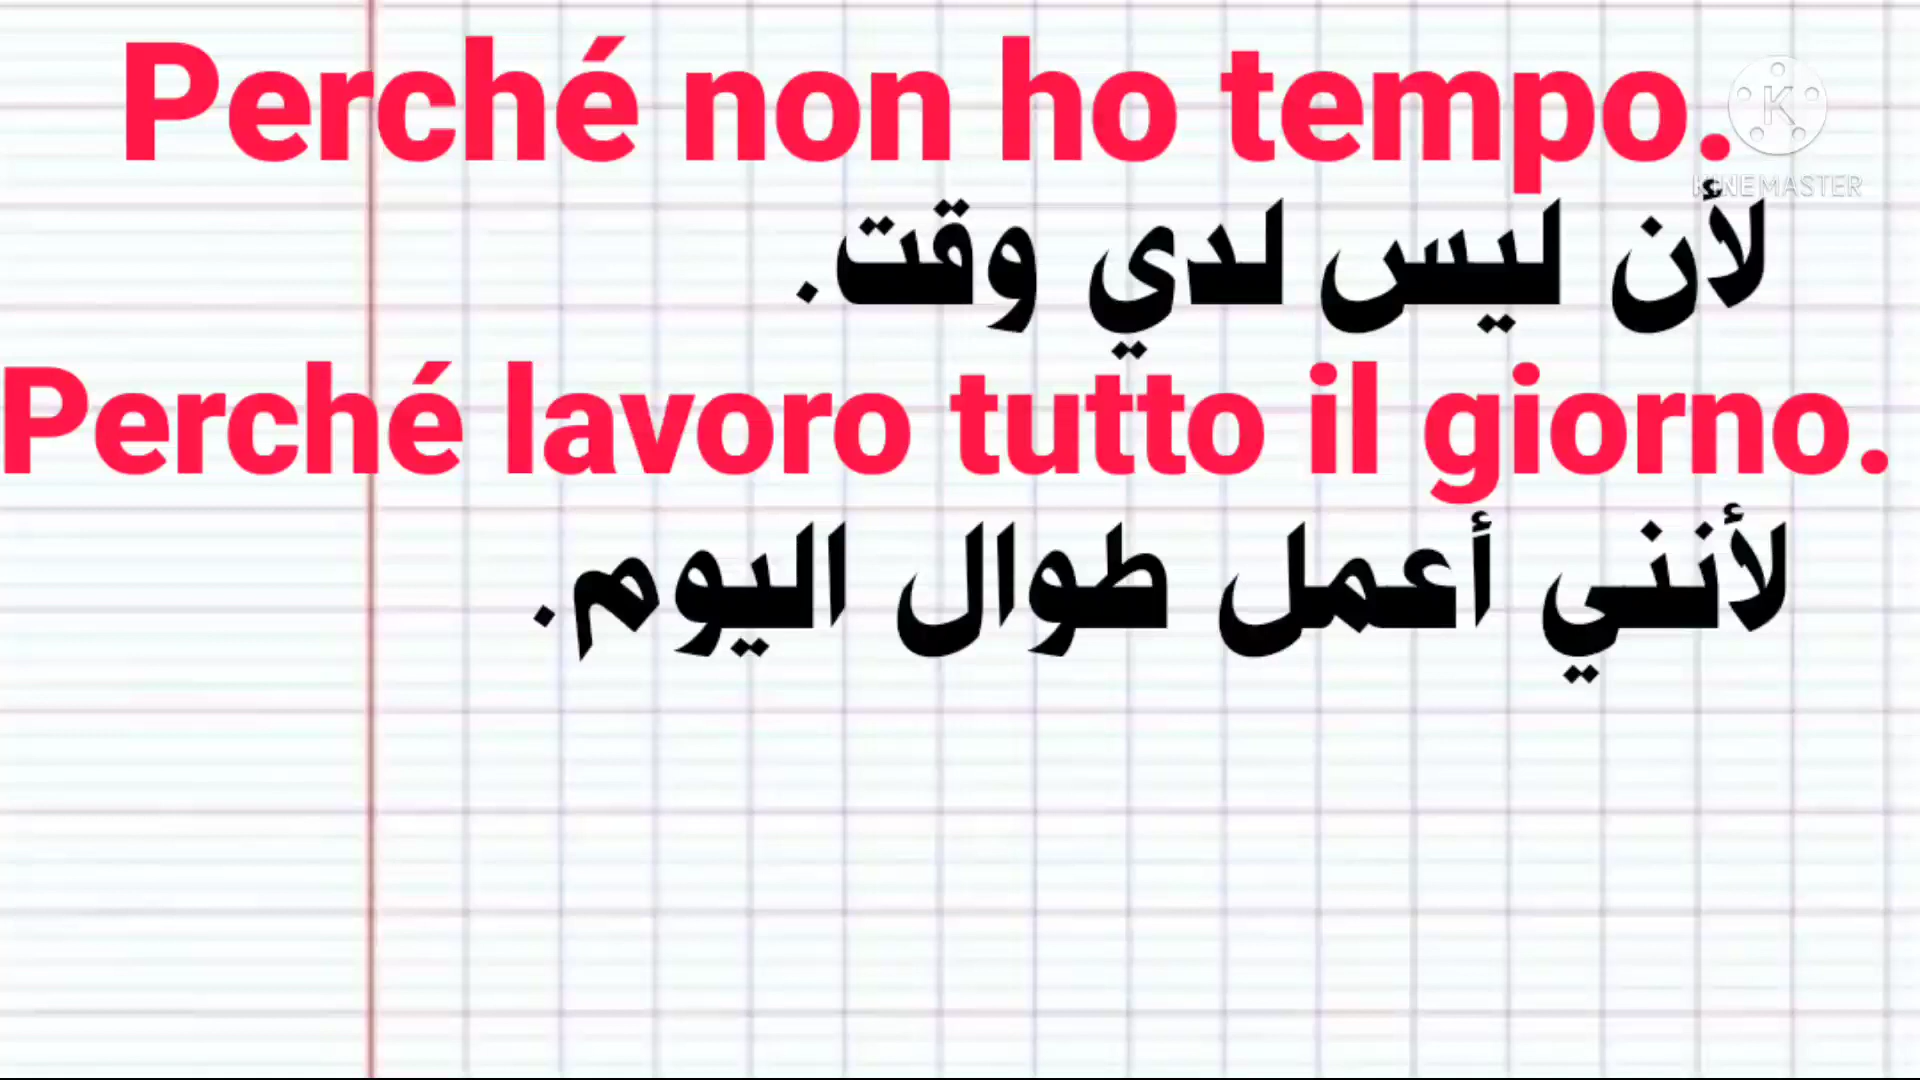 Perché non ho tempo.
K
KINEMASTER
لأن ليس لدي وقت.
Perché lavoro tutto il giorno.
لأنني أعمل طوال اليوم.